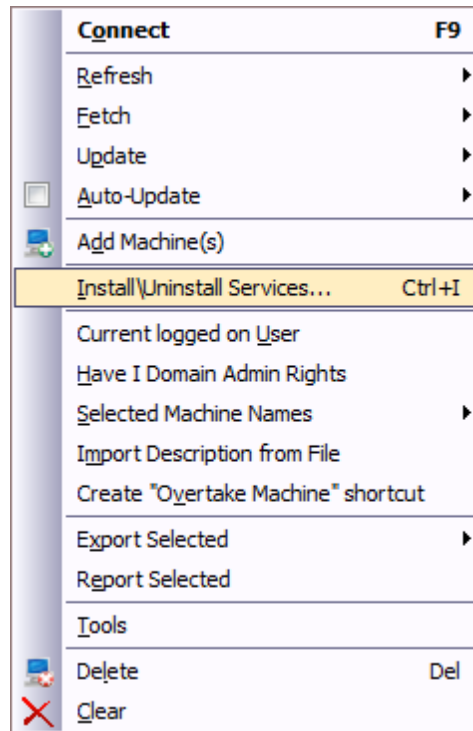 Connect F9
Refresh
Fetch
Update
Auto-Update
Add Machine(s)
Install\Uninstall Services... Ctrl+I
Current logged on User
Have I Domain Admin Rights
Selected Machine Names
Import Description from File
Create "Overtake Machine" shortcut
Export Selected
Report Selected
Tools
Delete Del
Clear